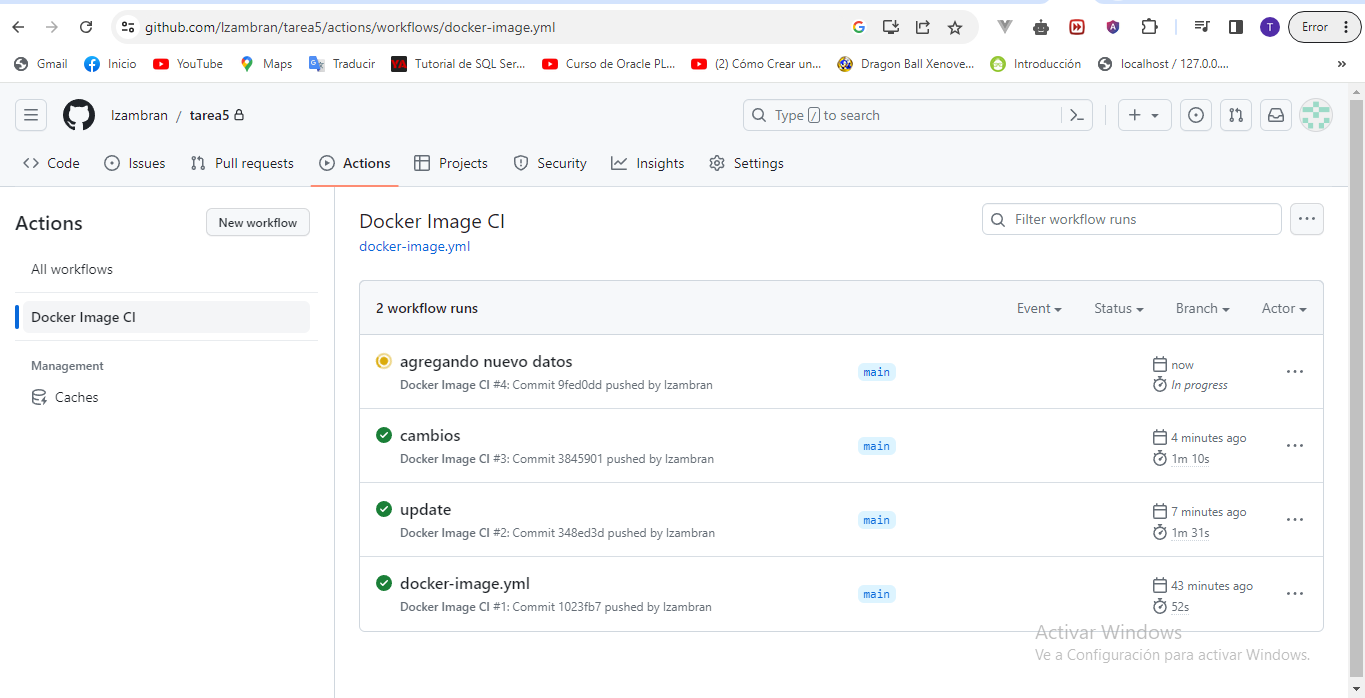 github.com/lzambran/tarea5/actions/workflows/docker-image.yml
T
Error
Gmail
Inicio
YouTube
Maps
Traducir
YA
Tutorial de SQL Ser...
Curso de Oracle PL...
(2) Cómo Crear un...
Dragon Ball Xenove...
Introducción
localhost / 127.0.0....
»
lzambran / tarea5
Type / to search
Code
Issues
Pull requests
Actions
Projects
Security
Insights
Settings
Actions
New workflow
All workflows
Docker Image CI
Management
Caches
Docker Image CI
docker-image.yml
Filter workflow runs
2 workflow runs
Event
Status
Branch
Actor
agregando nuevo datos
Docker Image CI #4: Commit 9fed0dd pushed by lzambran
main
now
In progress
cambios
Docker Image CI #3: Commit 3845901 pushed by lzambran
main
4 minutes ago
1m 10s
update
Docker Image CI #2: Commit 348ed3d pushed by lzambran
main
7 minutes ago
1m 31s
docker-image.yml
Docker Image CI #1: Commit 1023fb7 pushed by lzambran
main
43 minutes ago
52s
Activar Windows
Ve a Configuración para activar Windows.